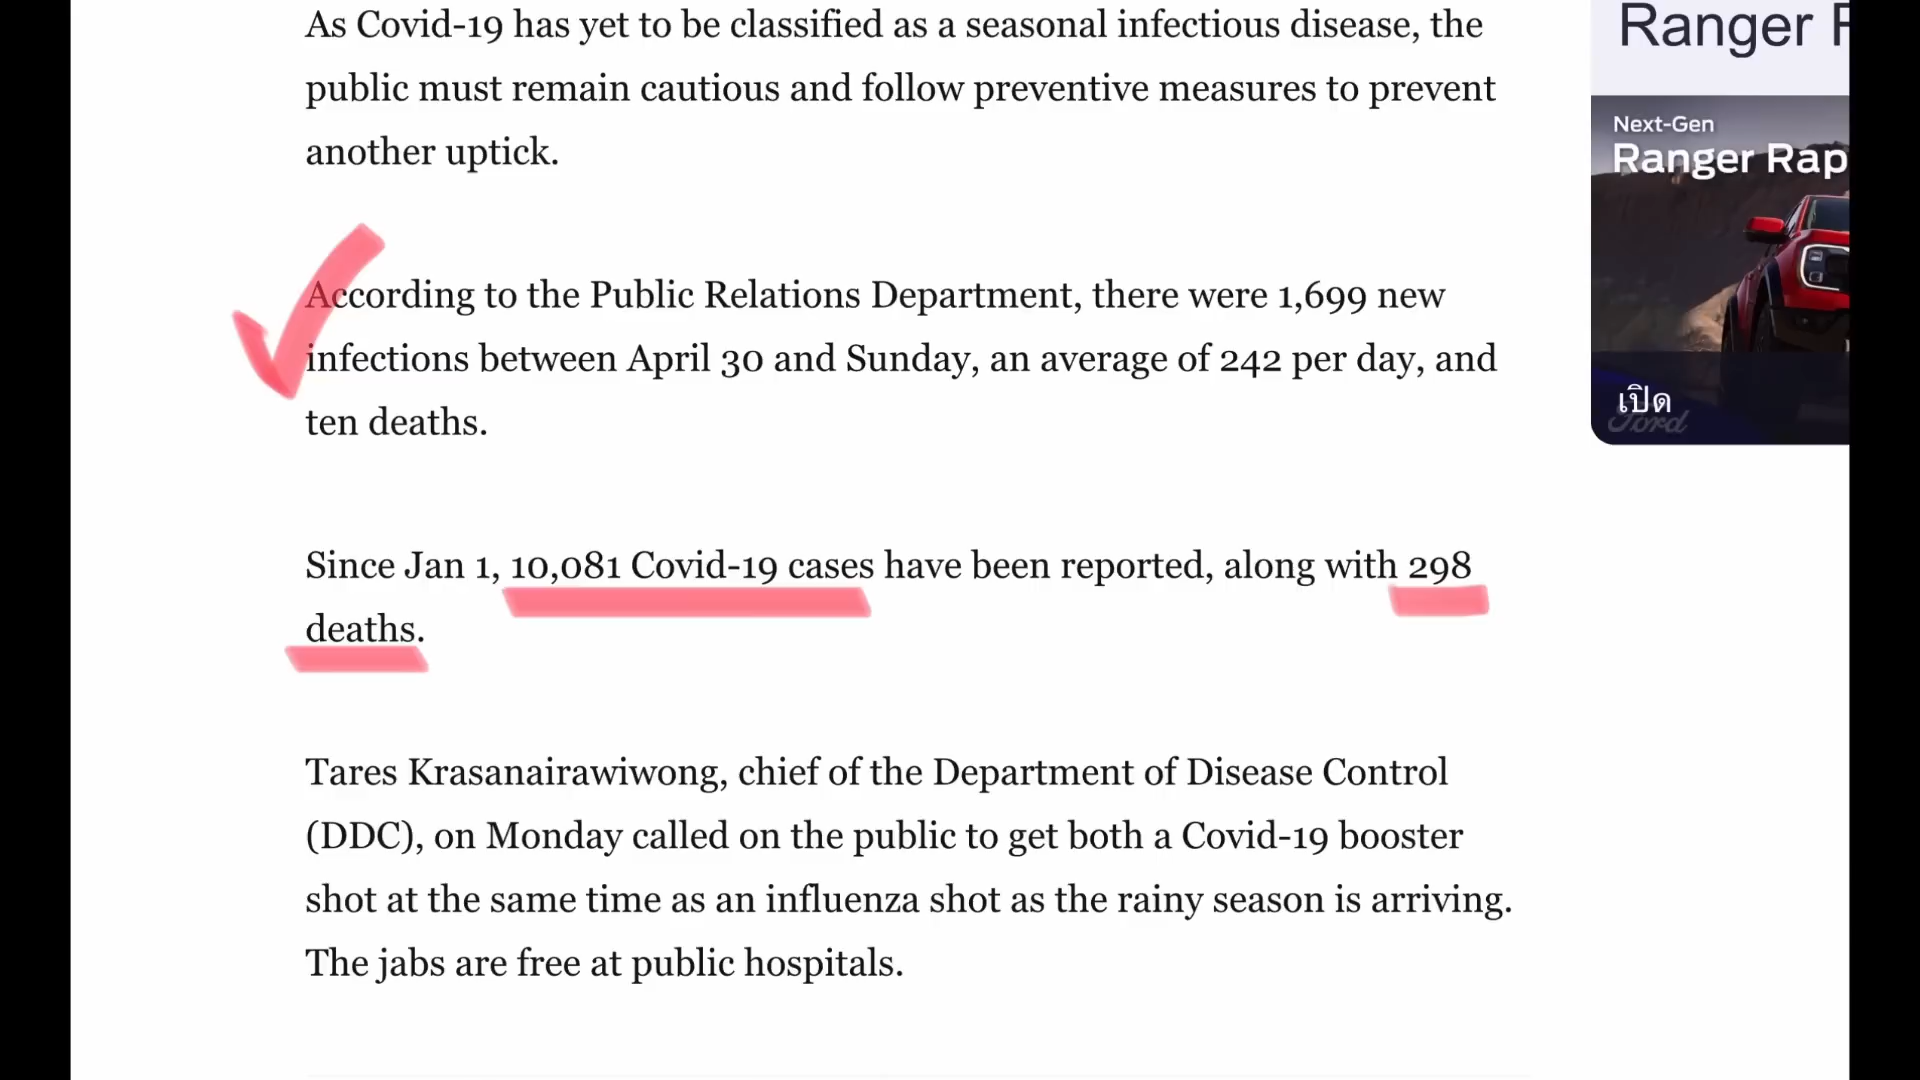 As Covid-19 has yet to be classified as a seasonal infectious disease, the
public must remain cautious and follow preventive measures to prevent
another uptick.
According to the Public Relations Department, there were 1,699 new
infections between April 30 and Sunday, an average of 242 per day, and
ten deaths.
Since Jan 1, 10,081 Covid-19 cases have been reported, along with 298
deaths.
Tares Krasanairawiwong, chief of the Department of Disease Control
(DDC), on Monday called on the public to get both a Covid-19 booster
shot at the same time as an influenza shot as the rainy season is arriving.
The jabs are free at public hospitals.
Ranger
Next-Gen
Ranger Rap
เปิด
Ford